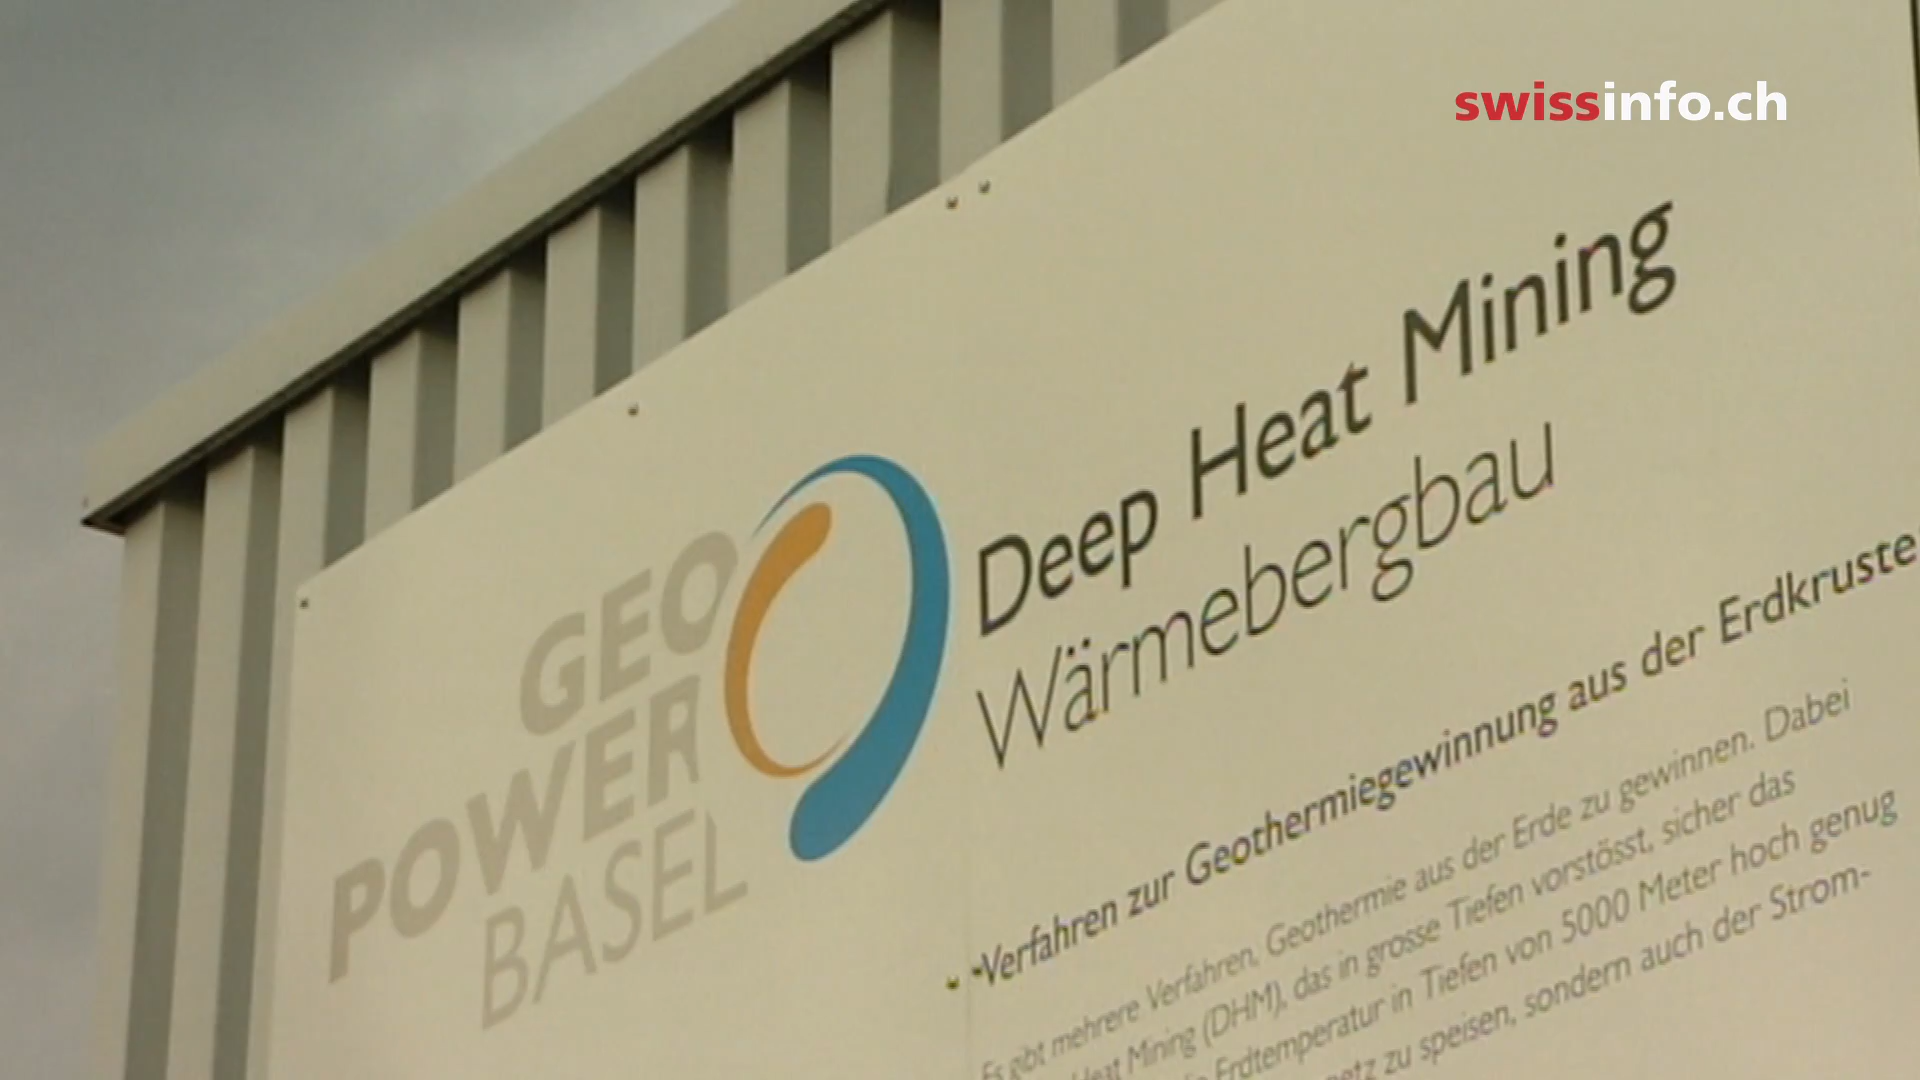 swissinfo.ch
GEO
POWER
BASEL
Deep Heat Mining
Wärmebergbau
Verfahren zur Geothermiegewinnung aus der Erdkruste
Es gibt mehrere Verfahren, Geothermie aus der Erde zu gewinnen. Dabei
Heat Mining (DHM), das in grosse Tiefen vorstösst, sicher das
Erdtemperatur in Tiefen von 5000 Meter hoch genug
zu speisen, sondern auch der Strom-